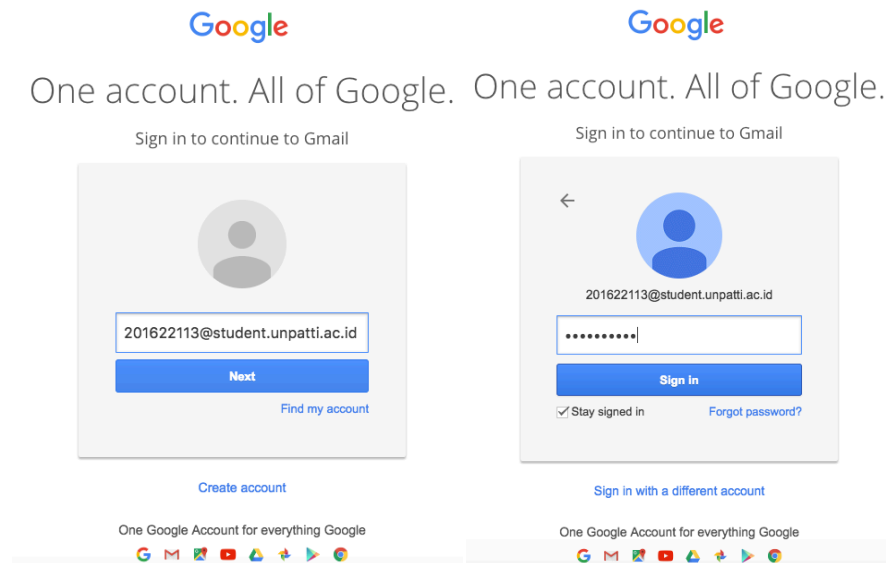 Google
One account. All of Google.
Sign in to continue to Gmail
201622113@student.unpatti.ac.id
Next
Find my account
Create account
One Google Account for everything Google
Google
One account. All of Google.
Sign in to continue to Gmail
201622113@student.unpatti.ac.id
••••••••••
Sign in
Stay signed in Forgot password?
Sign in with a different account
One Google Account for everything Google